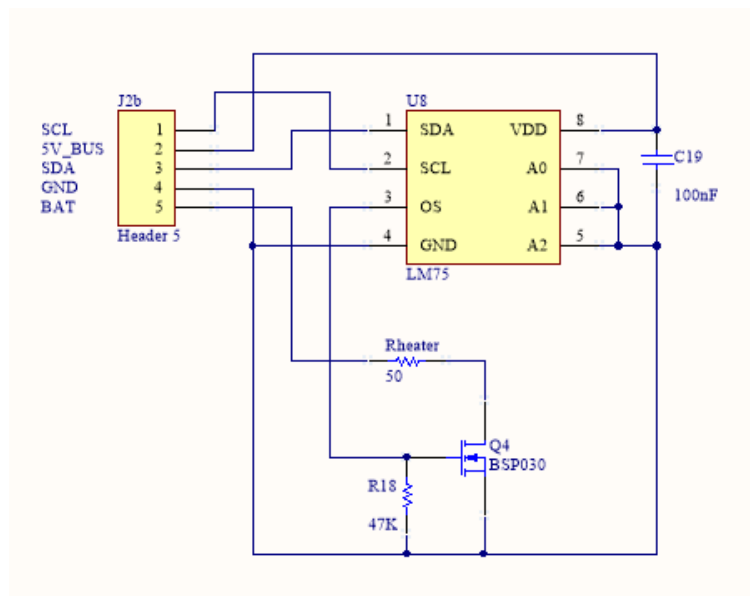 J2b
SCL 1
5V_BUS 2
SDA 3
GND 4
BAT 5
Header 5
U8
1 SDA VDD 8
2 SCL A0 7
3 OS A1 6
4 GND A2 5
LM75
C19
100nF
Rheater
50
Q4
BSP030
R18
47K